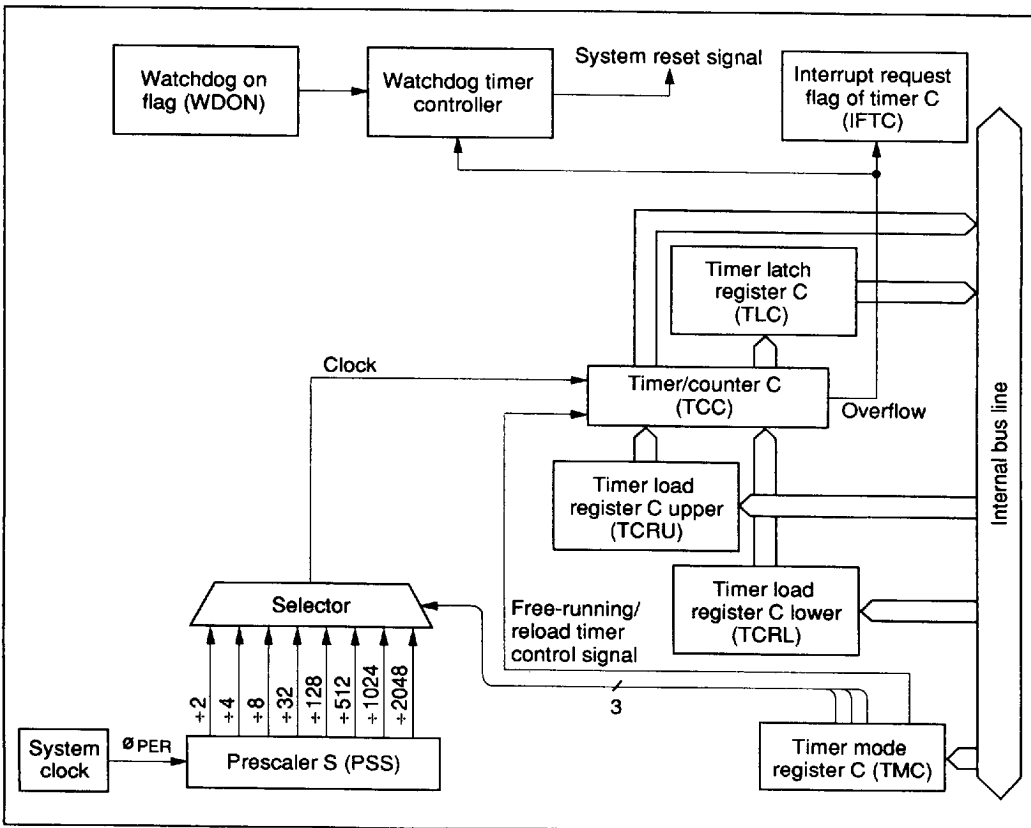 Watchdog on
flag (WDON)
Watchdog timer
controller
System reset signal
Interrupt request
flag of timer C
(IFTC)
Timer latch
register C
(TLC)
Clock
Timer/counter C
(TCC)
Overflow
Internal bus line
Timer load
register C upper
(TCRU)
Timer load
register C lower
(TCRL)
Selector
Free-running/
reload timer
control signal
3
÷2
÷4
÷8
÷32
÷128
÷512
÷1024
÷2048
System
clock
øPER
Prescaler S (PSS)
Timer mode
register C (TMC)